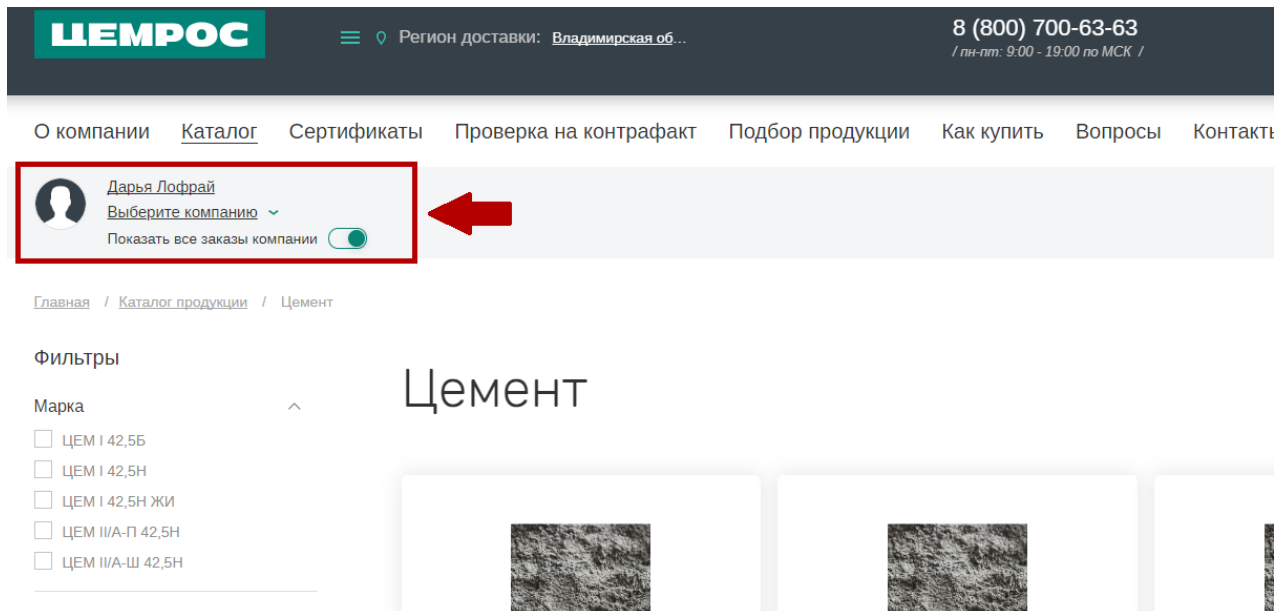 ЦЕМРОС
Регион доставки: Владимирская об...
8 (800) 700-63-63
/ пн-пт: 9:00 - 19:00 по МСК /
О компании Каталог Сертификаты Проверка на контрафакт Подбор продукции Как купить Вопросы Контакты
Дарья Лофрай
Выберите компанию
Показать все заказы компании
Главная / Каталог продукции / Цемент
Фильтры
Цемент
Марка
ЦЕМ I 42,5Б
ЦЕМ I 42,5Н
ЦЕМ I 42,5Н ЖИ
ЦЕМ II/А-П 42,5Н
ЦЕМ II/А-Ш 42,5Н